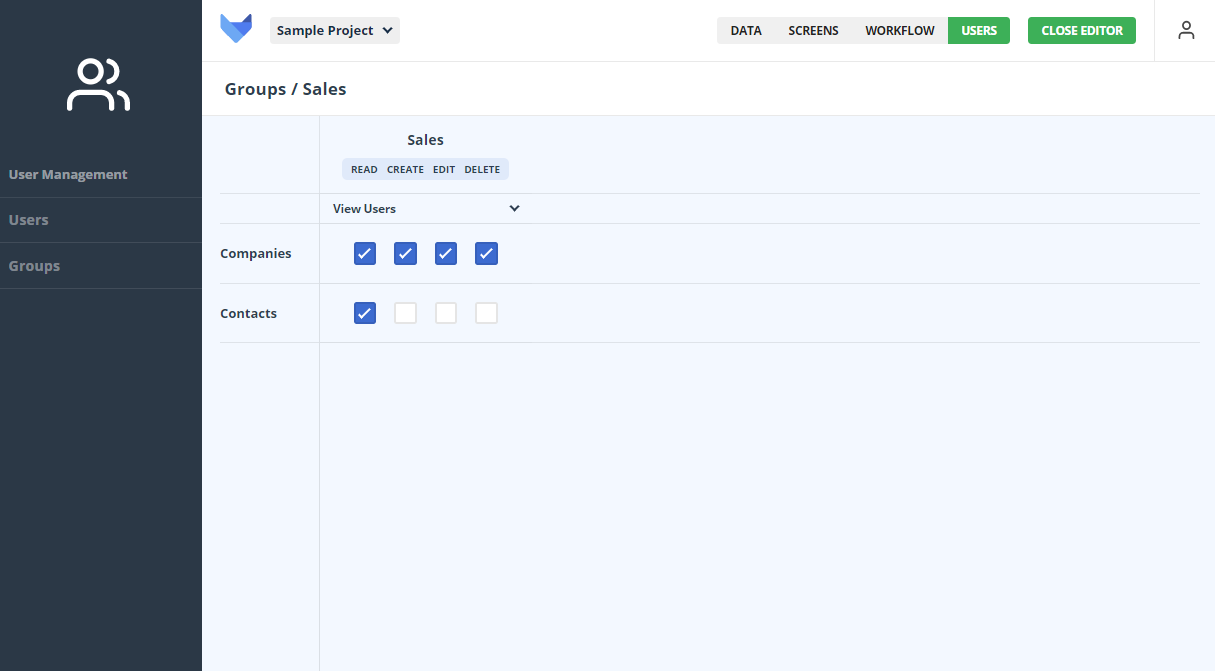 Sample Project
DATA SCREENS WORKFLOW USERS CLOSE EDITOR
Groups / Sales
User Management
Users
Groups
Sales
READ CREATE EDIT DELETE
View Users
Companies
Contacts